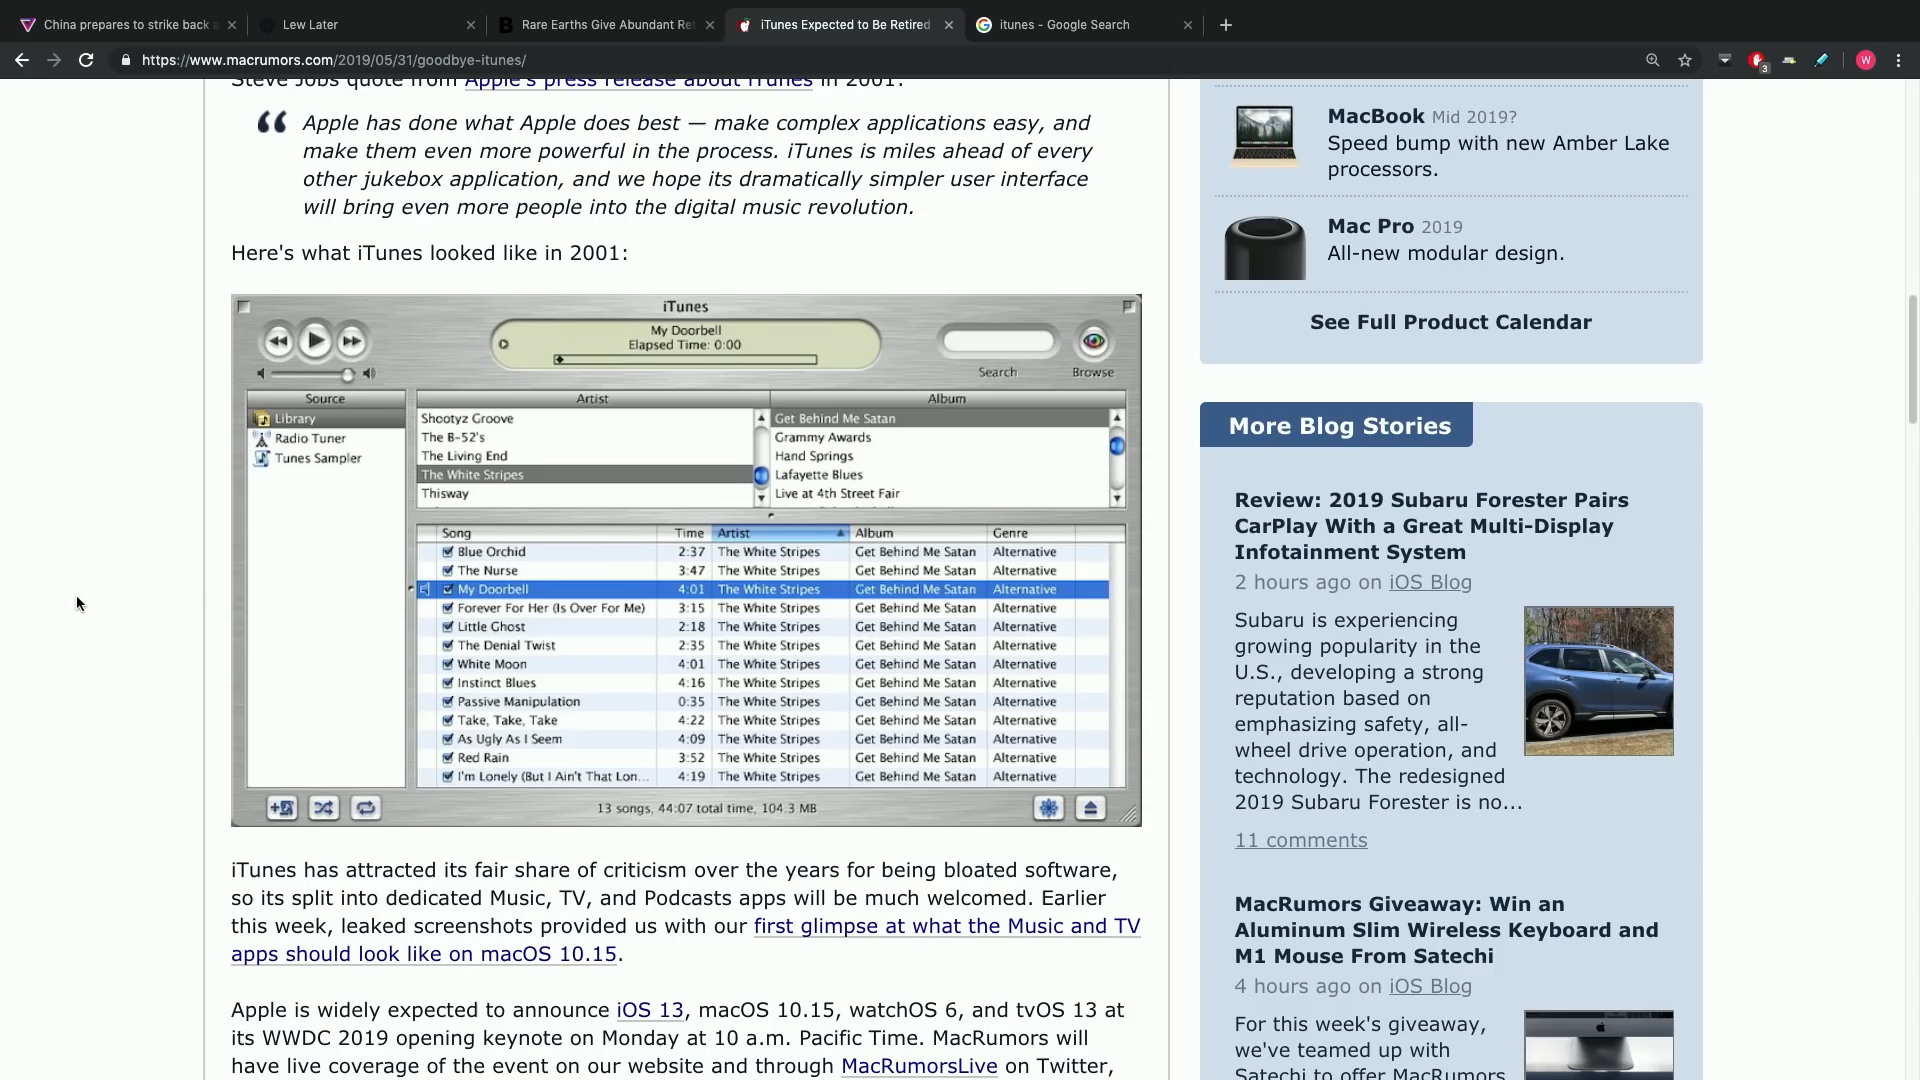 China prepares to strike back a
Lew Later
Rare Earths Give Abundant Ret
iTunes Expected to Be Retired
itunes - Google Search
https://www.macrumors.com/2019/05/31/goodbye-itunes/
3
W
Steve Jobs quote from Apple's press release about iTunes in 2001:
“ Apple has done what Apple does best — make complex applications easy, and
make them even more powerful in the process. iTunes is miles ahead of every
other jukebox application, and we hope its dramatically simpler user interface
will bring even more people into the digital music revolution.
Here's what iTunes looked like in 2001:
iTunes
My Doorbell
Elapsed Time: 0:00
Search
Browse
Source
Library
Radio Tuner
Tunes Sampler
Artist
Shootyz Groove
The B-52's
The Living End
The White Stripes
Thisway
Album
Get Behind Me Satan
Grammy Awards
Hand Springs
Lafayette Blues
Live at 4th Street Fair
Song Time Artist Album Genre
Blue Orchid 2:37 The White Stripes Get Behind Me Satan Alternative
The Nurse 3:47 The White Stripes Get Behind Me Satan Alternative
My Doorbell 4:01 The White Stripes Get Behind Me Satan Alternative
Forever For Her (Is Over For Me) 3:15 The White Stripes Get Behind Me Satan Alternative
Little Ghost 2:18 The White Stripes Get Behind Me Satan Alternative
The Denial Twist 2:35 The White Stripes Get Behind Me Satan Alternative
White Moon 4:01 The White Stripes Get Behind Me Satan Alternative
Instinct Blues 4:16 The White Stripes Get Behind Me Satan Alternative
Passive Manipulation 0:35 The White Stripes Get Behind Me Satan Alternative
Take, Take, Take 4:22 The White Stripes Get Behind Me Satan Alternative
As Ugly As I Seem 4:09 The White Stripes Get Behind Me Satan Alternative
Red Rain 3:52 The White Stripes Get Behind Me Satan Alternative
I'm Lonely (But I Ain't That Lon... 4:19 The White Stripes Get Behind Me Satan Alternative
13 songs, 44:07 total time, 104.3 MB
iTunes has attracted its fair share of criticism over the years for being bloated software,
so its split into dedicated Music, TV, and Podcasts apps will be much welcomed. Earlier
this week, leaked screenshots provided us with our first glimpse at what the Music and TV
apps should look like on macOS 10.15.
Apple is widely expected to announce iOS 13, macOS 10.15, watchOS 6, and tvOS 13 at
its WWDC 2019 opening keynote on Monday at 10 a.m. Pacific Time. MacRumors will
have live coverage of the event on our website and through MacRumorsLive on Twitter,
MacBook Mid 2019?
Speed bump with new Amber Lake
processors.
Mac Pro 2019
All-new modular design.
See Full Product Calendar
More Blog Stories
Review: 2019 Subaru Forester Pairs
CarPlay With a Great Multi-Display
Infotainment System
2 hours ago on iOS Blog
Subaru is experiencing
growing popularity in the
U.S., developing a strong
reputation based on
emphasizing safety, all-
wheel drive operation, and
technology. The redesigned
2019 Subaru Forester is no...
11 comments
MacRumors Giveaway: Win an
Aluminum Slim Wireless Keyboard and
M1 Mouse From Satechi
4 hours ago on iOS Blog
For this week's giveaway,
we've teamed up with
Satechi to offer MacRumors